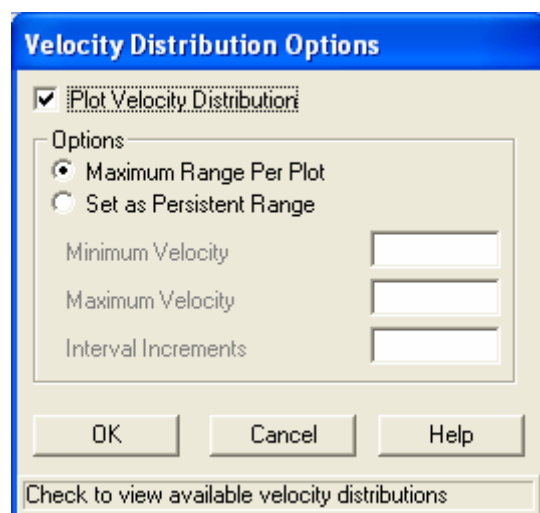 Velocity Distribution Options
Plot Velocity Distribution
Options
Maximum Range Per Plot
Set as Persistent Range
Minimum Velocity
Maximum Velocity
Interval Increments
OK Cancel Help
Check to view available velocity distributions